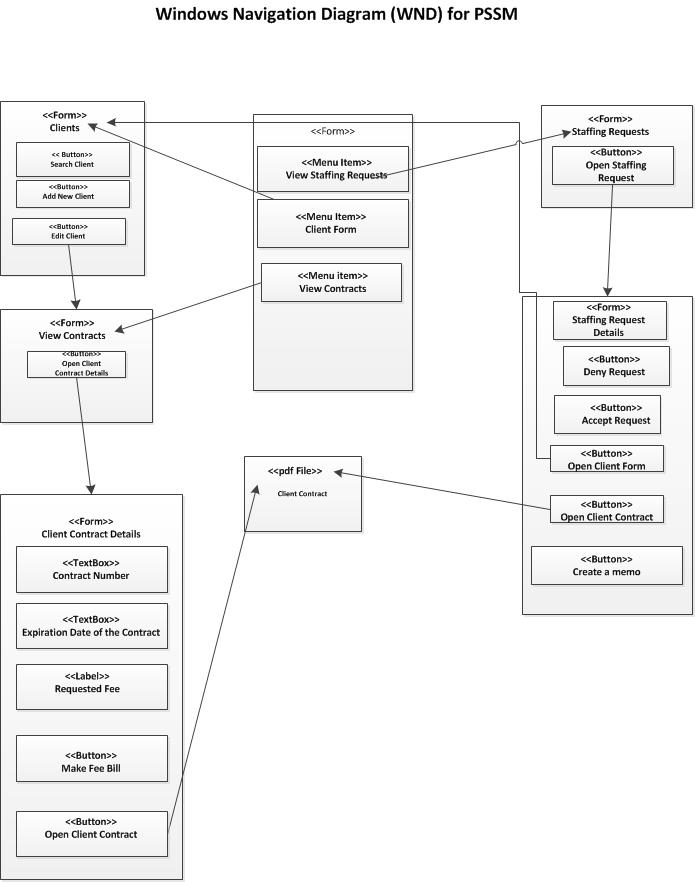 Windows Navigation Diagram (WND) for PSSM
<<Form>>
Clients
<< Button>>
Search Client
<<Button>>
Add New Client
<<Button>>
Edit Client
<<Form>>
<<Menu Item>>
View Staffing Requests
<<Menu Item>>
Client Form
<<Menu item>>
View Contracts
<<Form>>
Staffing Requests
<<Button>>
Open Staffing
Request
<<Form>>
View Contracts
<<Button>>
Open Client
Contract Details
<<Form>>
Staffing Request
Details
<<Button>>
Deny Request
<<Button>>
Accept Request
<<Button>>
Open Client Form
<<Button>>
Open Client Contract
<<Button>>
Create a memo
<<pdf File>>
Client Contract
<<Form>>
Client Contract Details
<<TextBox>>
Contract Number
<<TextBox>>
Expiration Date of the Contract
<<Label>>
Requested Fee
<<Button>>
Make Fee Bill
<<Button>>
Open Client Contract